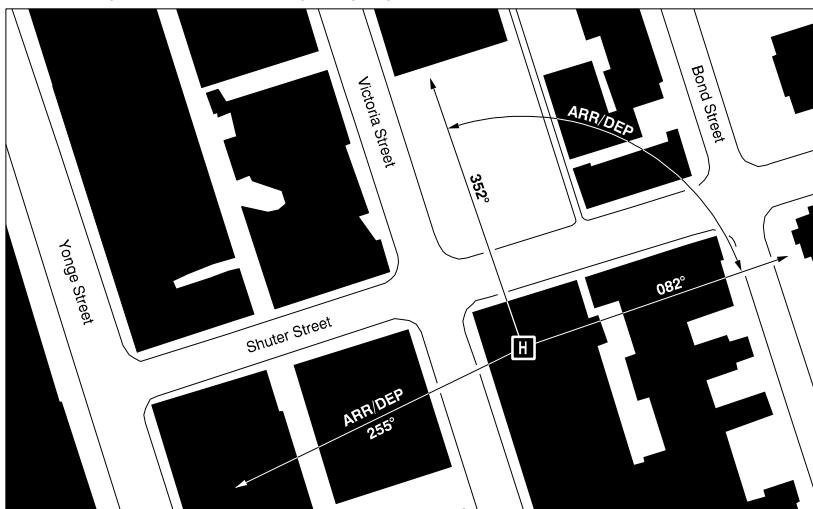 Victoria Street
Bond Street
ARR/DEP
352°
Yonge Street
082°
Shuter Street
H
ARR/DEP
255°